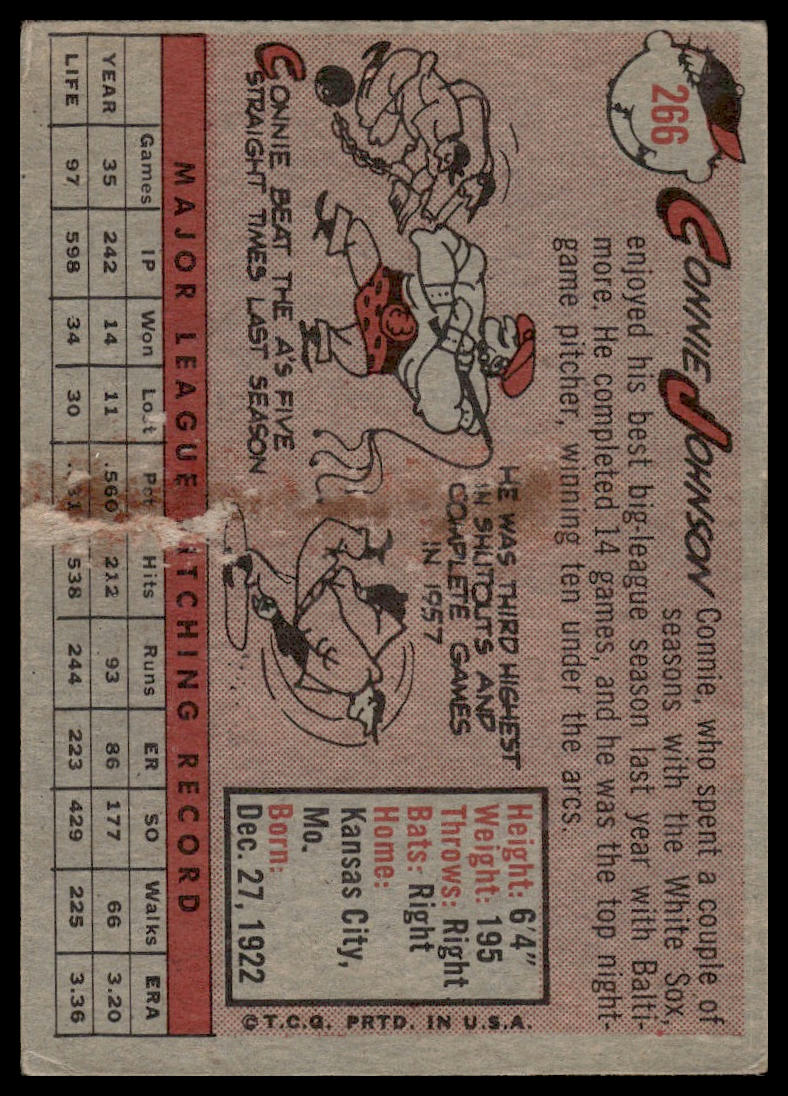 266
CONNIE JOHNSON
Connie, who spent a couple of
seasons with the White Sox,
enjoyed his best big-league season last year with Balti-
more. He completed 14 games, and he was the top night-
game pitcher, winning ten under the arcs.
CONNIE BEAT THE A'S FIVE
STRAIGHT TIMES LAST SEASON
HE WAS THIRD HIGHEST
IN SHUTOUTS AND
COMPLETE GAMES
IN 1957
Height: 6'4"
Weight: 195
Throws: Right
Bats: Right
Home:
Kansas City,
Mo.
Born:
Dec. 27, 1922
© T.C.G. PRTD. IN U.S.A.
MAJOR LEAGUE PITCHING RECORD
Games IP Won Lost Pct Hits Runs ER SO Walks ERA
YEAR 35 242 14 11 .560 212 93 86 177 66 3.20
LIFE 97 598 34 30 538 244 223 429 225 3.36